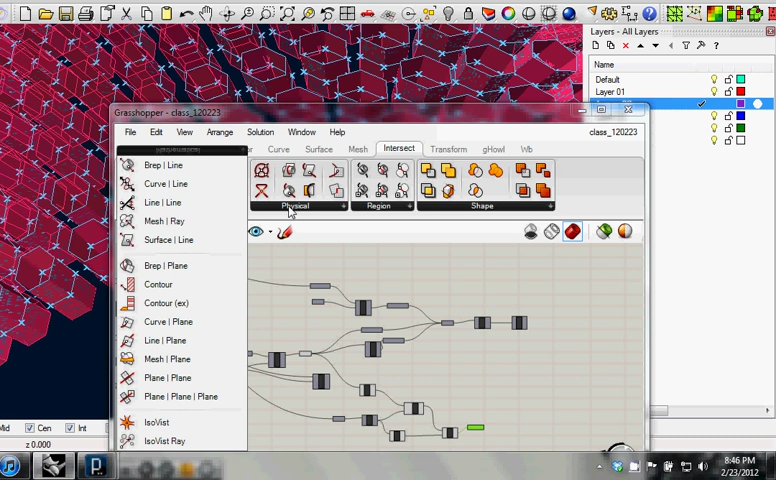 Layers - All Layers
Name
Default
Layer 01
Grasshopper - class_120223
File Edit View Arrange Solution Window Help
class_120223
Curve Surface Mesh Intersect Transform gHowl Wb
Physical Region Shape
Brep | Line
Curve | Line
Line | Line
Mesh | Ray
Surface | Line
Brep | Plane
Contour
Contour (ex)
Curve | Plane
Line | Plane
Mesh | Plane
Plane | Plane
Plane | Plane | Plane
IsoVist
IsoVist Ray
Mid Cen Int
z 0.000
8:46 PM
2/23/2012